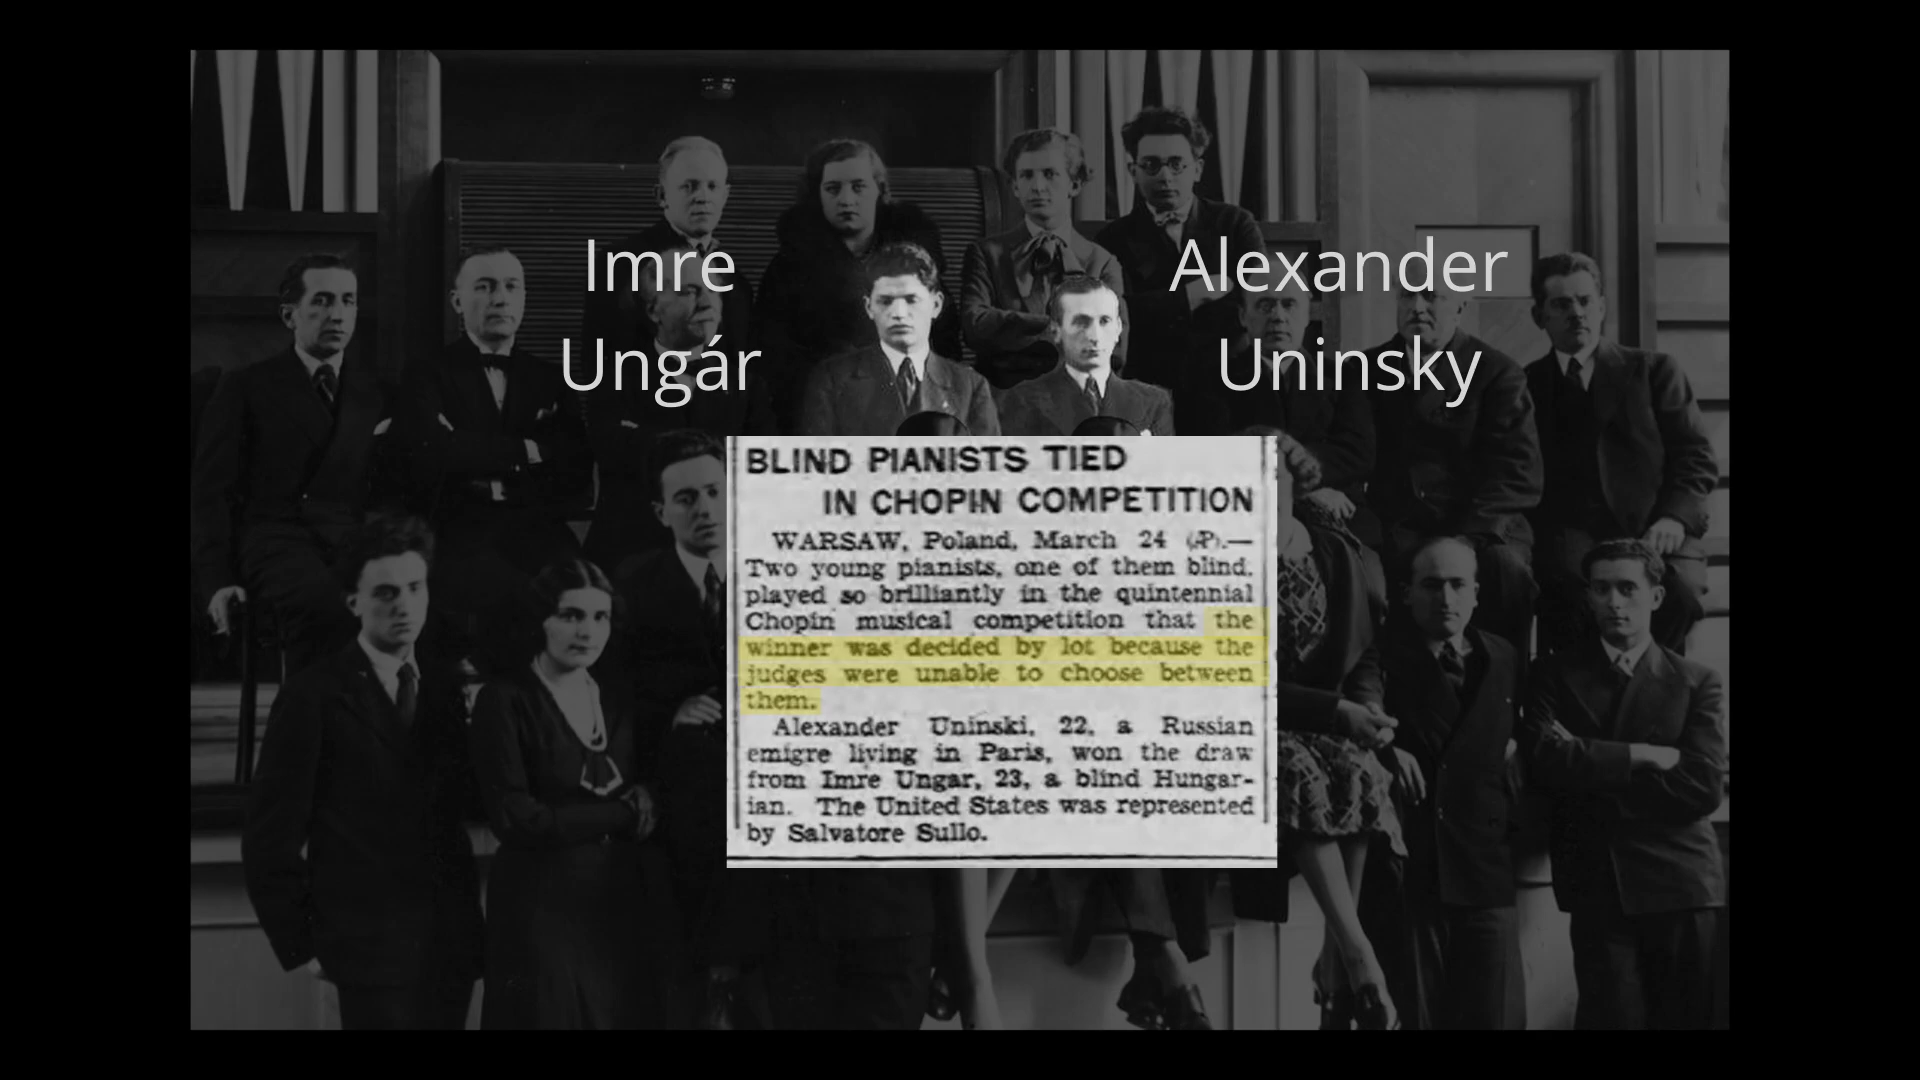 Imre
Ungár
Alexander
Uninsky
BLIND PIANISTS TIED
IN CHOPIN COMPETITION
WARSAW, Poland, March 24 (AP).—
Two young pianists, one of them blind,
played so brilliantly in the quintennial
Chopin musical competition that the
winner was decided by lot because the
judges were unable to choose between
them.
Alexander Uninski, 22, a Russian
emigre living in Paris, won the draw
from Imre Ungar, 23, a blind Hungar-
ian. The United States was represented
by Salvatore Sullo.